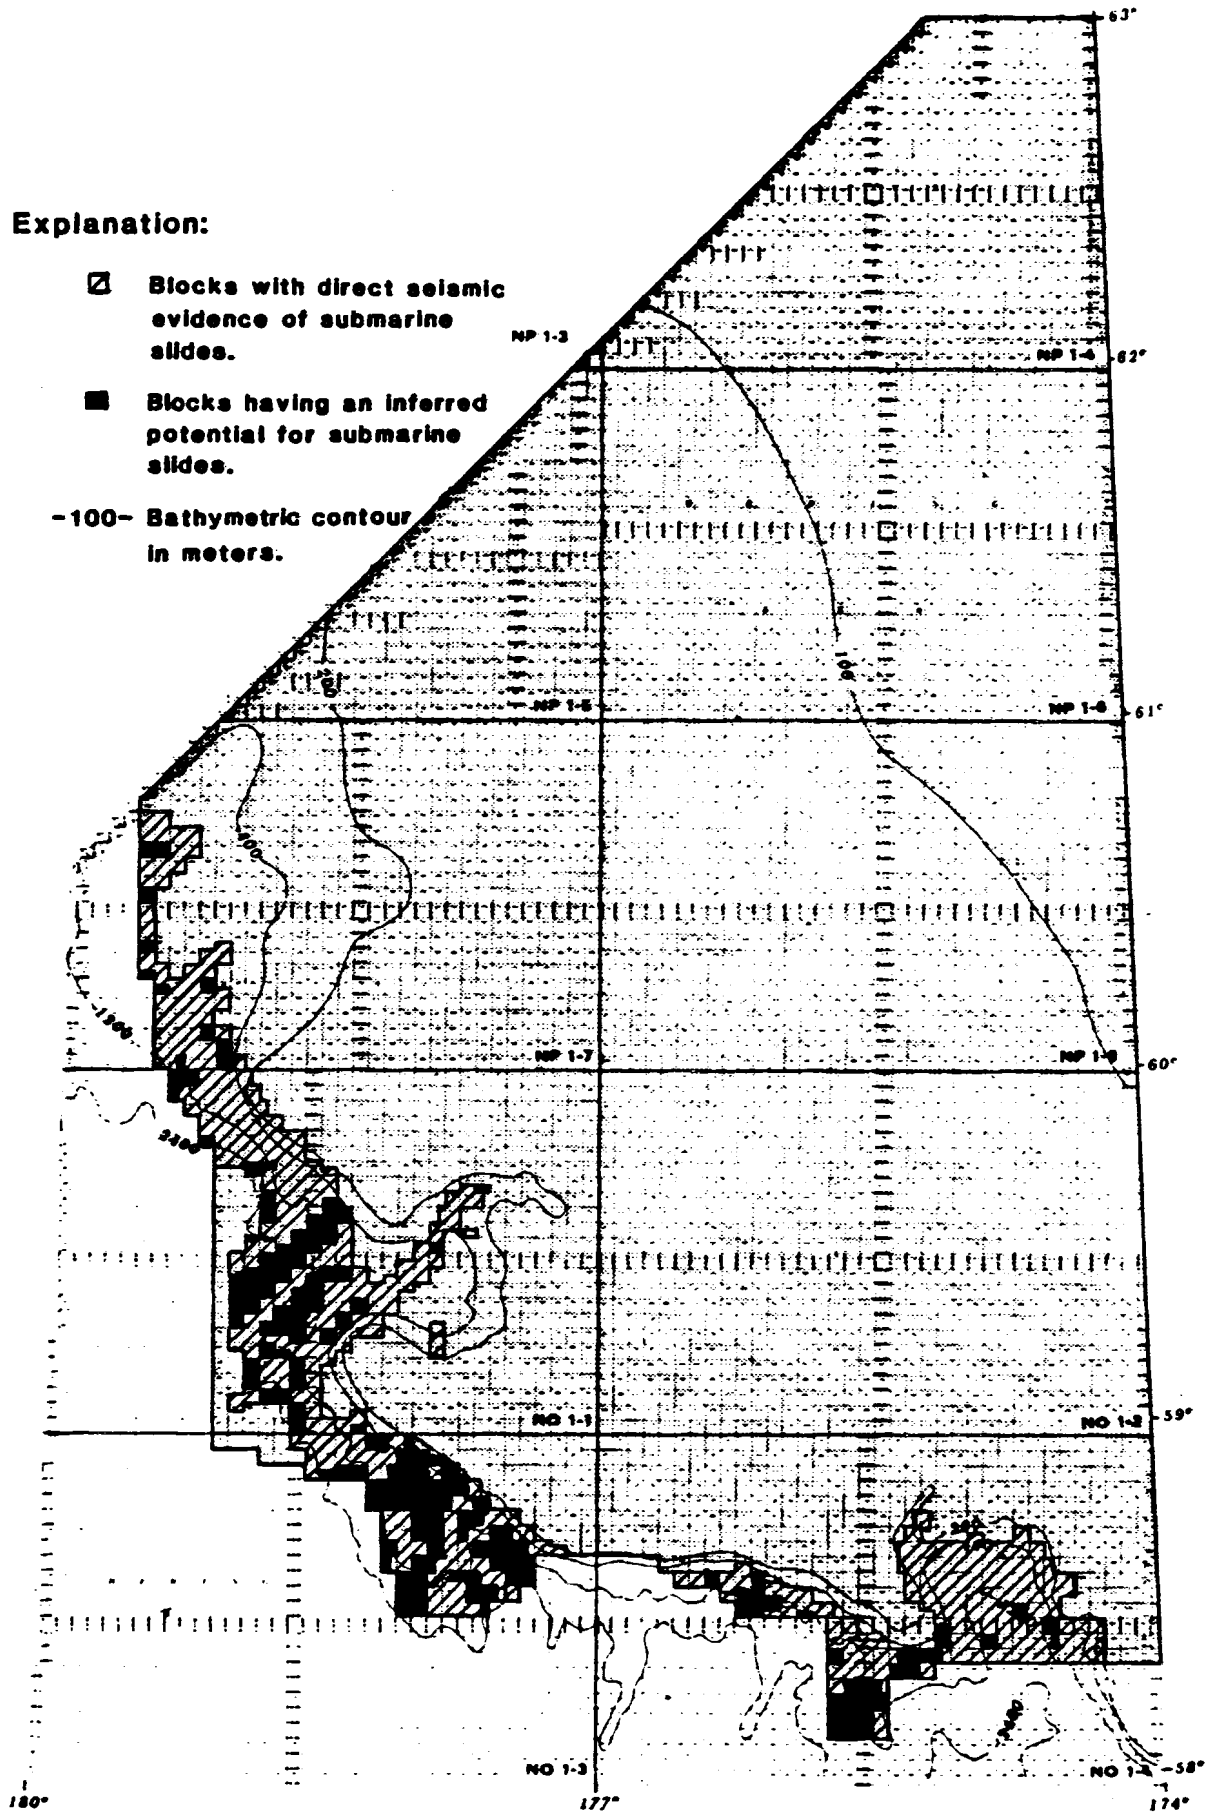 63°
Explanation:
Blocks with direct seismic
evidence of submarine
slides.
NP 1-3
NP 1-4
62°
Blocks having an inferred
potential for submarine
slides.
-100- Bathymetric contour
in meters.
100
NP 1-5
NP 1-6
61°
NP 1-7
NP 1-8
60°
NO 1-1
NO 1-2
59°
NO 1-3
58°
180°
177°
174°